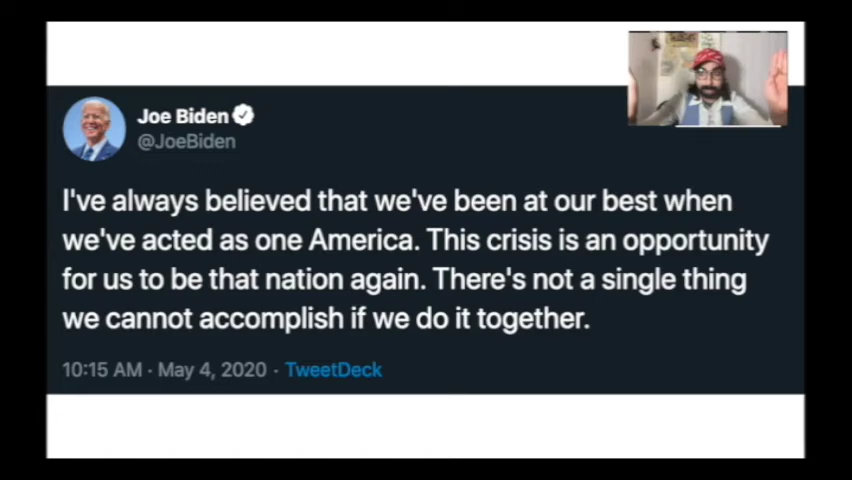 Joe Biden
@JoeBiden
I've always believed that we've been at our best when
we've acted as one America. This crisis is an opportunity
for us to be that nation again. There's not a single thing
we cannot accomplish if we do it together.
10:15 AM · May 4, 2020 · TweetDeck